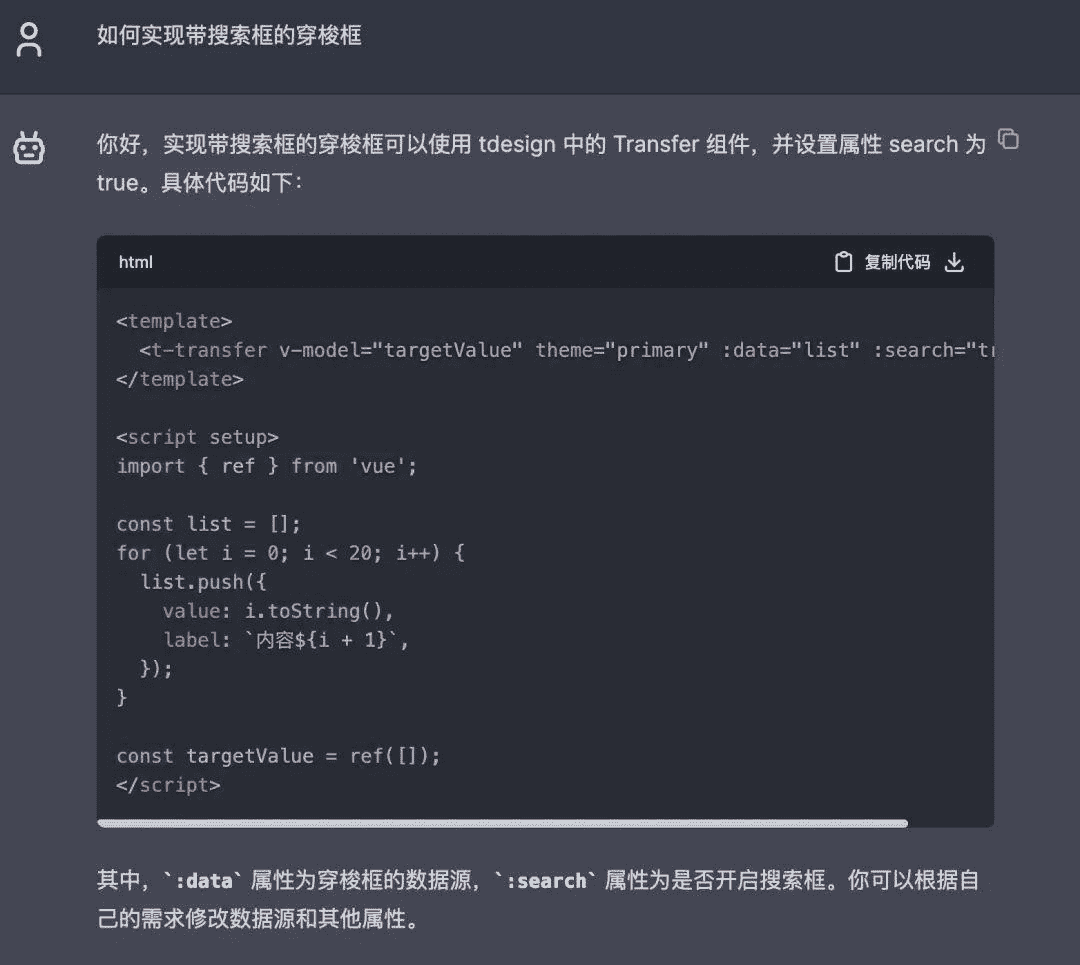 如何实现带搜索框的穿梭框
你好，实现带搜索框的穿梭框可以使用 tdesign 中的 Transfer 组件，并设置属性 search 为
true。具体代码如下：
html
复制代码
<template>
  <t-transfer v-model="targetValue" theme="primary" :data="list" :search="tr
</template>
<script setup>
import { ref } from 'vue';
const list = [];
for (let i = 0; i < 20; i++) {
  list.push({
    value: i.toString(),
    label: `内容${i + 1}`,
  });
}
const targetValue = ref([]);
</script>
其中，`:data` 属性为穿梭框的数据源，`:search` 属性为是否开启搜索框。你可以根据自
己的需求修改数据源和其他属性。